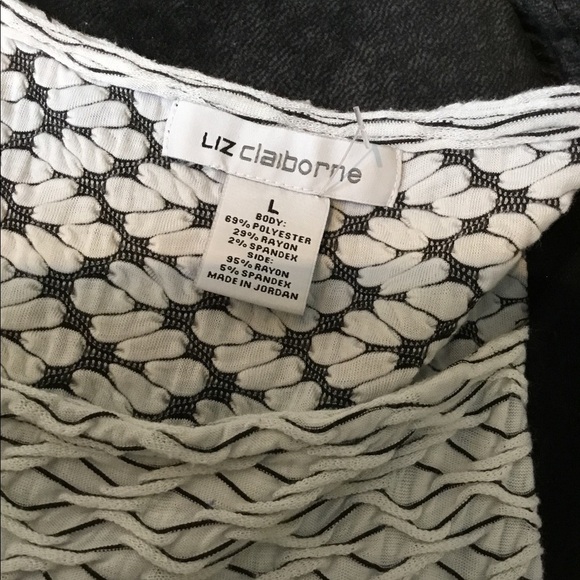 LIZ claiborne
L
BODY:
69% POLYESTER
29% RAYON
2% SPANDEX
SIDE:
95% RAYON
5% SPANDEX
MADE IN JORDAN